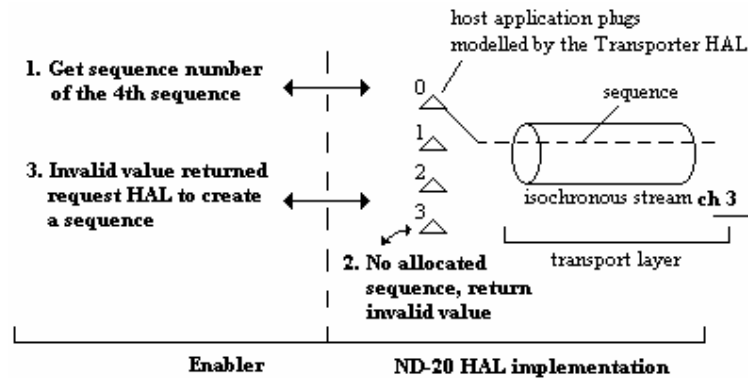 host application plugs
modelled by the Transporter HAL
1. Get sequence number
of the 4th sequence
0
sequence
1
3. Invalid value returned
request HAL to create
a sequence
2
isochronous stream ch 3
3
2. No allocated
sequence, return
invalid value
transport layer
Enabler
ND-20 HAL implementation